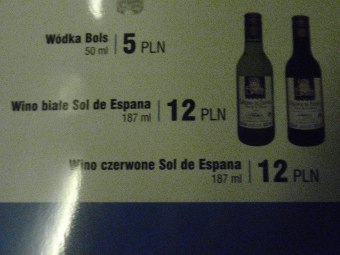 Wódka Bols
50 ml | 5 PLN
Wino białe Sol de Espana
187 ml | 12 PLN
Wino czerwone Sol de Espana
187 ml | 12 PLN